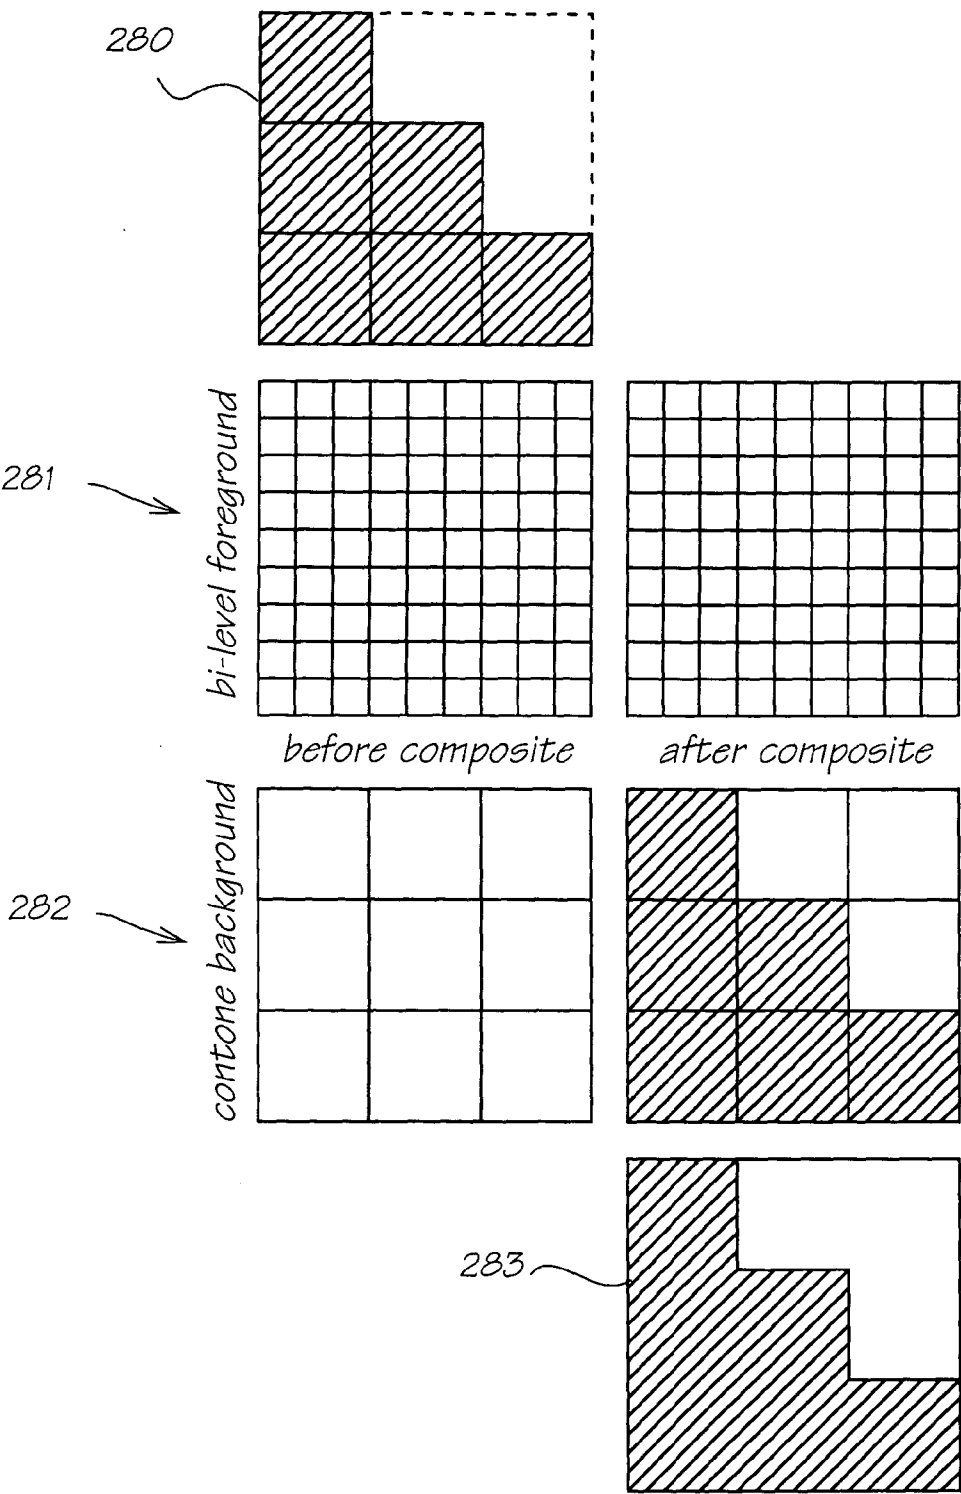 280
281
bi-level foreground
before composite
after composite
282
contone background
283